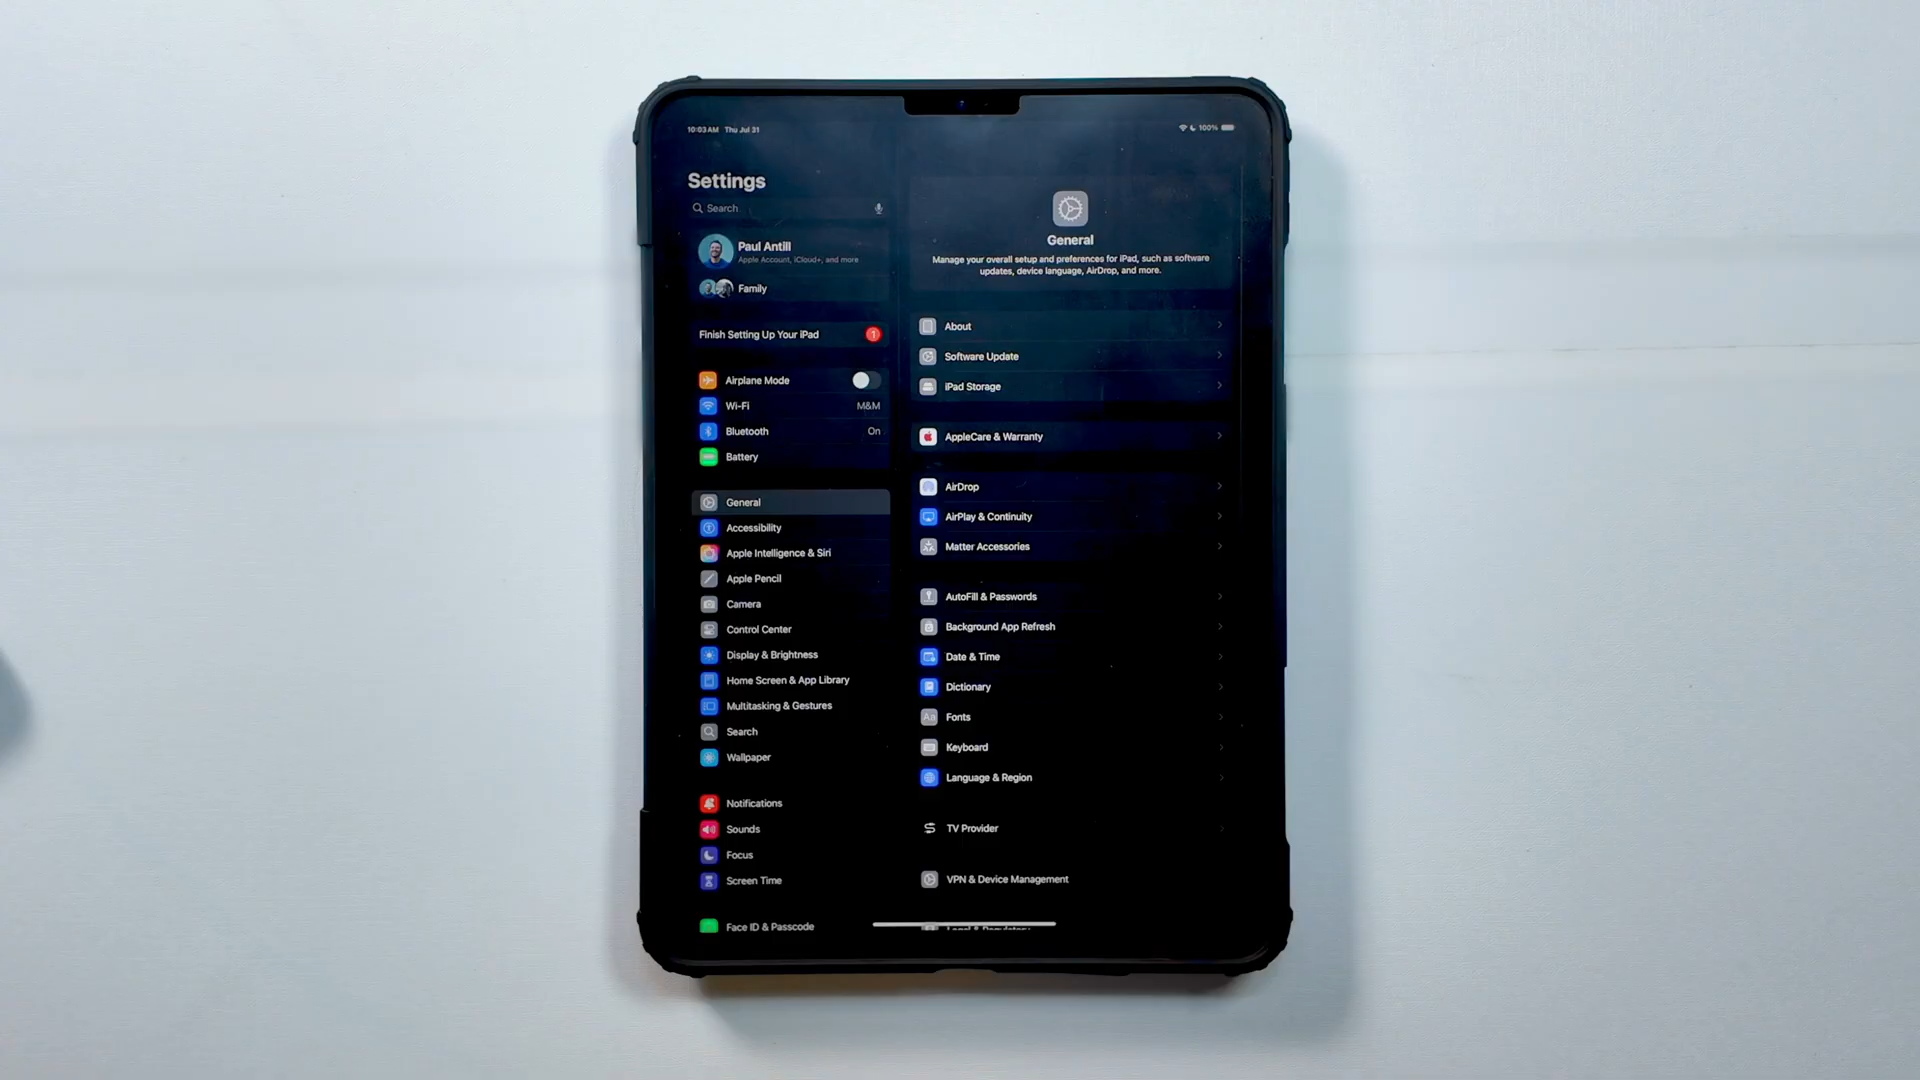 10:03 AM Thu Jul 31
100%
Settings
Search
Paul Antill
Apple Account, iCloud+, and more
Family
Finish Setting Up Your iPad
1
Airplane Mode
Wi-Fi M&M
Bluetooth On
Battery
General
Accessibility
Apple Intelligence & Siri
Apple Pencil
Camera
Control Center
Display & Brightness
Home Screen & App Library
Multitasking & Gestures
Search
Wallpaper
Notifications
Sounds
Focus
Screen Time
Face ID & Passcode
General
Manage your overall setup and preferences for iPad, such as software
updates, device language, AirDrop, and more.
About
Software Update
iPad Storage
AppleCare & Warranty
AirDrop
AirPlay & Continuity
Matter Accessories
AutoFill & Passwords
Background App Refresh
Date & Time
Dictionary
Aa Fonts
Keyboard
Language & Region
TV Provider
VPN & Device Management
Legal & Regulatory